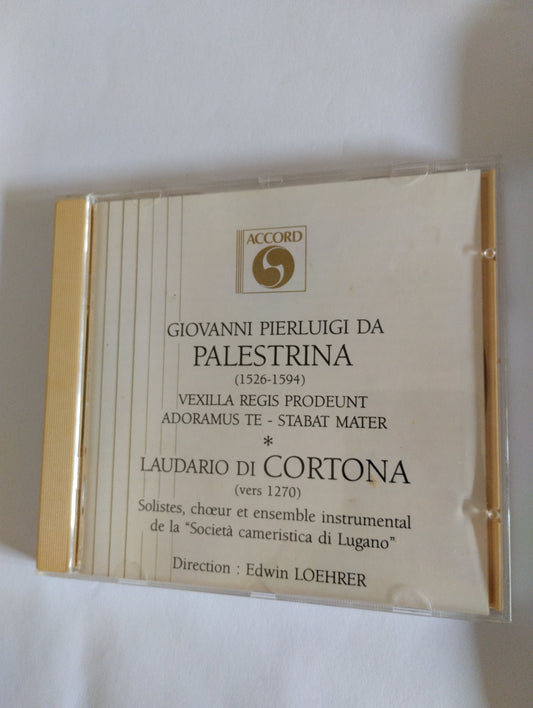 ACCORD
GIOVANNI PIERLUIGI DA
PALESTRINA
(1526-1594)
VEXILLA REGIS PRODEUNT
ADORAMUS TE - STABAT MATER
*
LAUDARIO DI CORTONA
(vers 1270)
Solistes, chœur et ensemble instrumental
de la "Società cameristica di Lugano"
Direction : Edwin LOEHRER